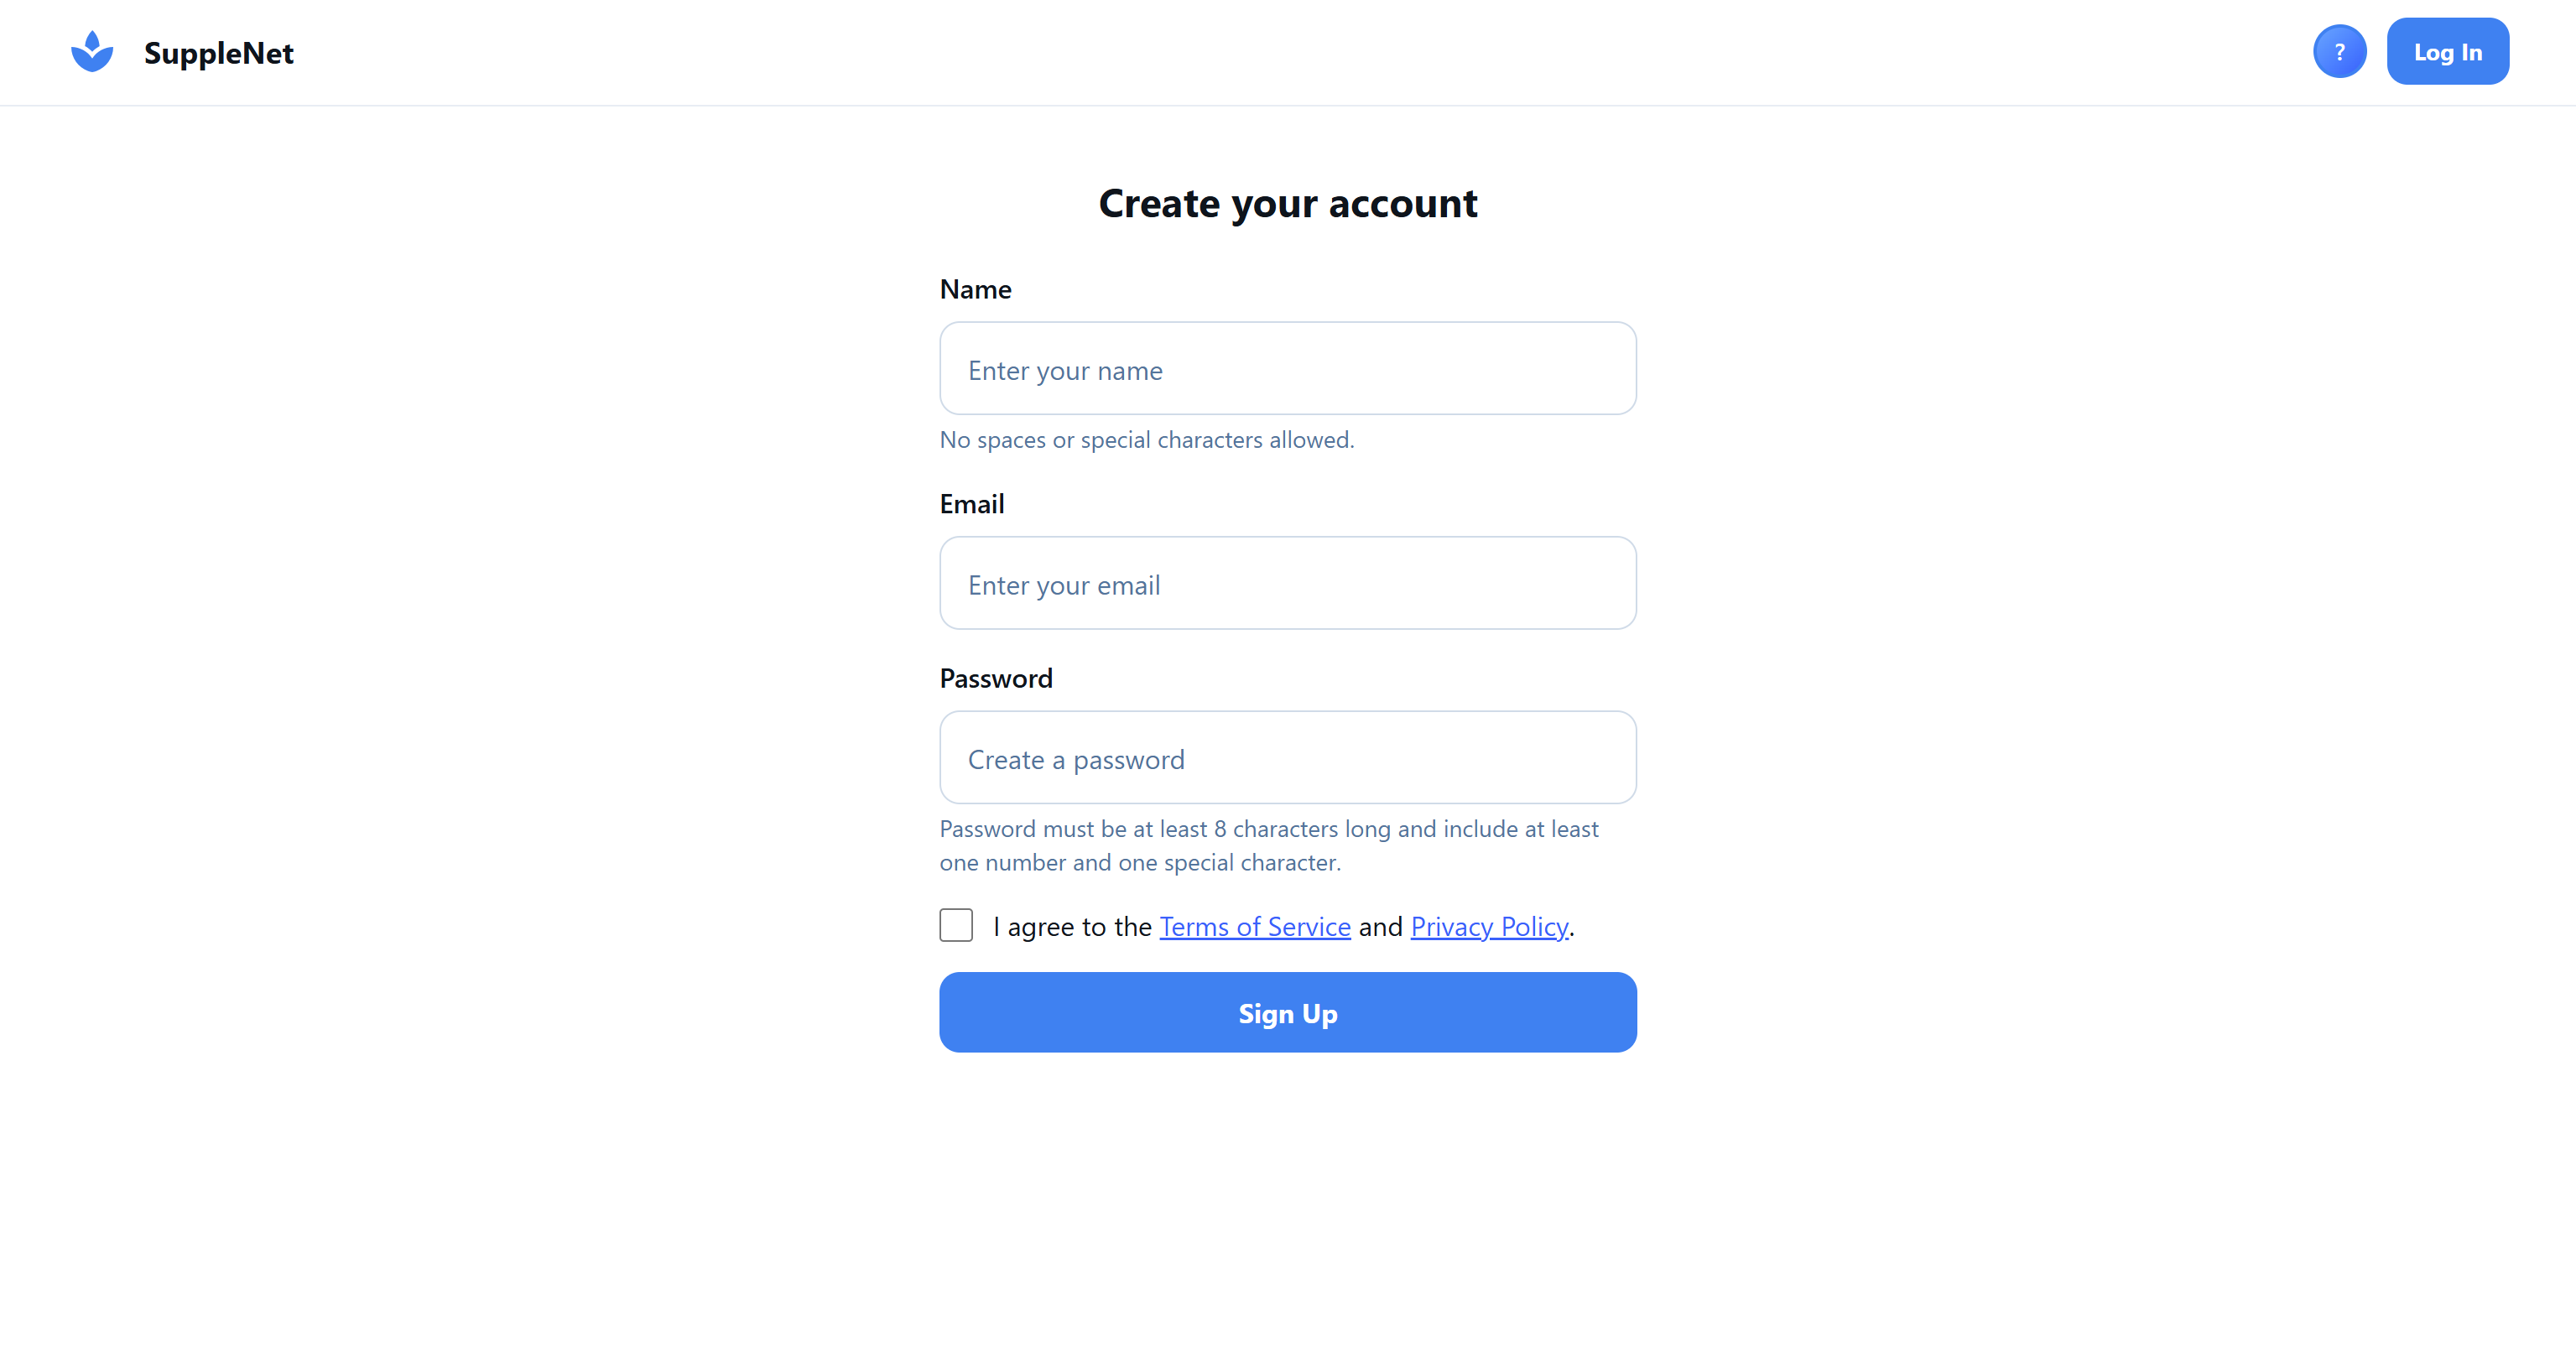 SuppleNet
?
Log In
Create your account
Name
Enter your name
No spaces or special characters allowed.
Email
Enter your email
Password
Create a password
Password must be at least 8 characters long and include at least
one number and one special character.
I agree to the Terms of Service and Privacy Policy.
Sign Up